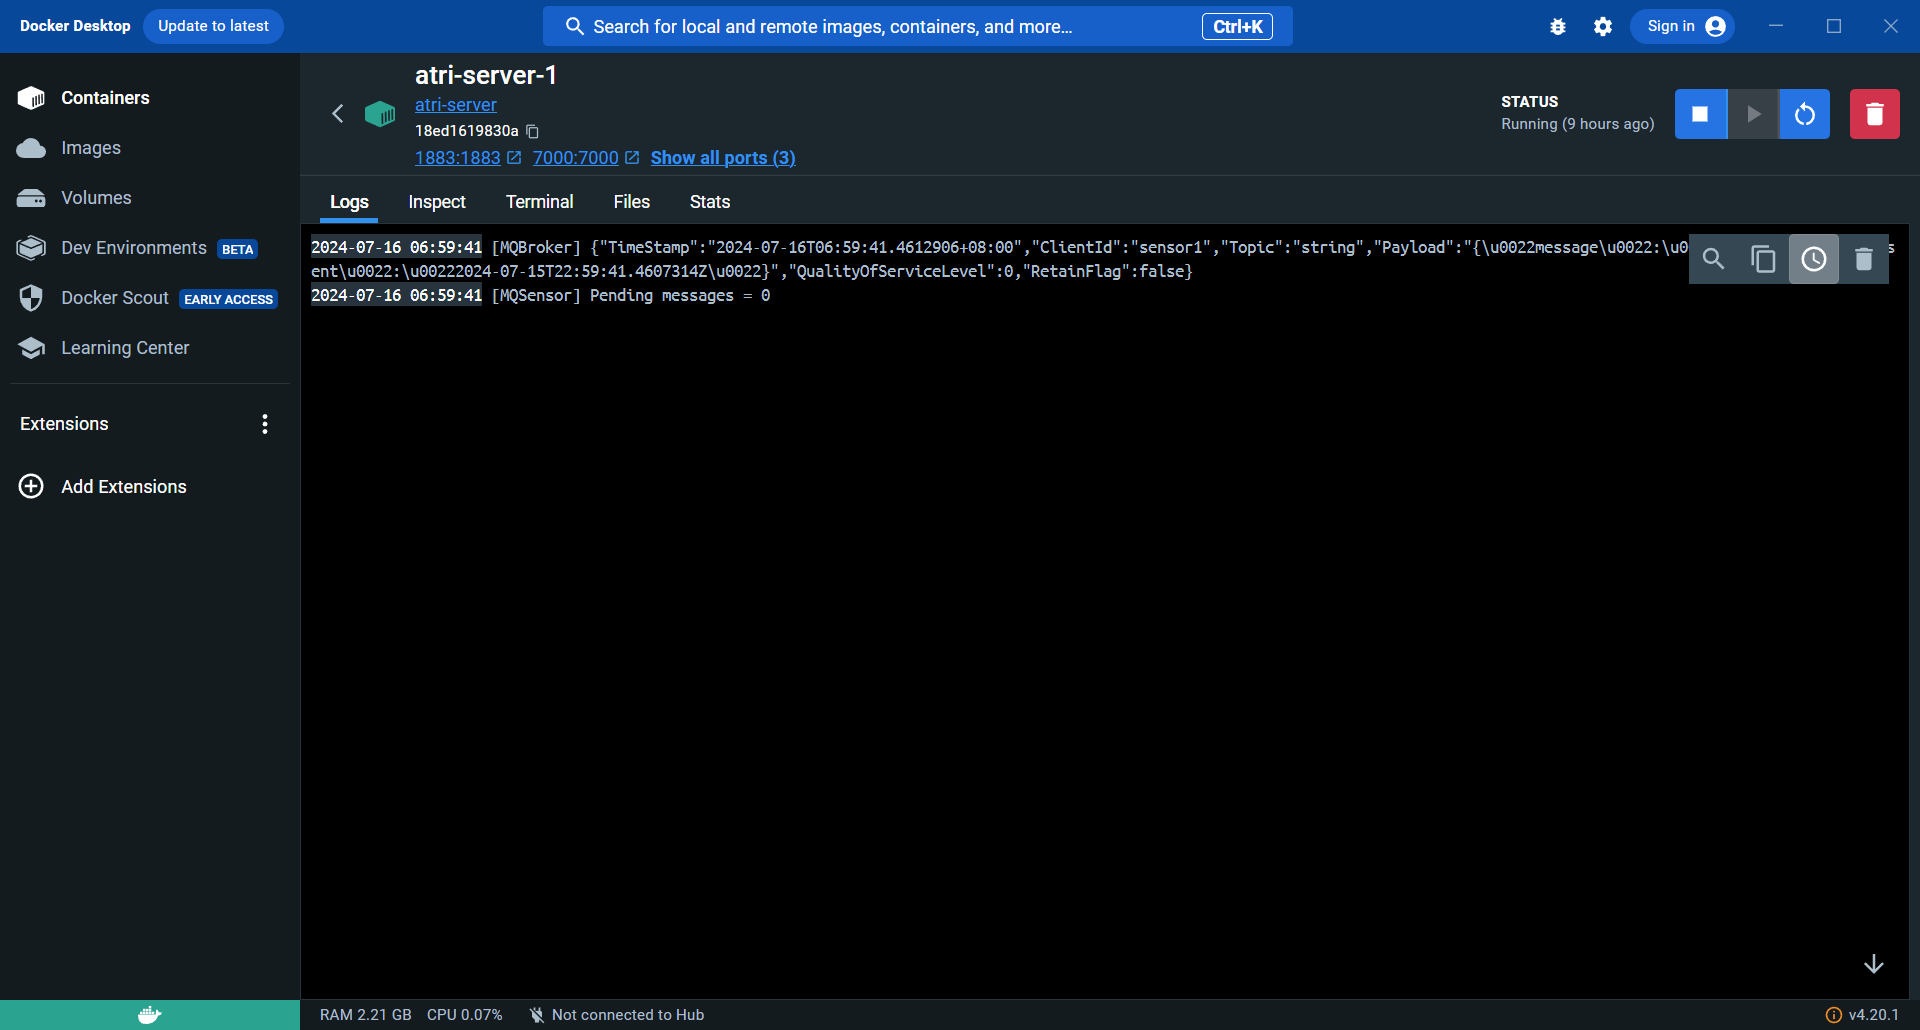 Docker Desktop
Update to latest
Search for local and remote images, containers, and more...
Ctrl+K
Sign in
Containers
Images
Volumes
Dev Environments BETA
Docker Scout EARLY ACCESS
Learning Center
Extensions
Add Extensions
atri-server-1
atri-server
18ed1619830a
1883:1883 7000:7000 Show all ports (3)
STATUS
Running (9 hours ago)
Logs Inspect Terminal Files Stats
2024-07-16 06:59:41 [MQBroker] {"TimeStamp":"2024-07-16T06:59:41.4612906+08:00","ClientId":"sensor1","Topic":"string","Payload":"{\u0022message\u0022:\u0 s
ent\u0022:\u00222024-07-15T22:59:41.4607314Z\u0022}","QualityOfServiceLevel":0,"RetainFlag":false}
2024-07-16 06:59:41 [MQSensor] Pending messages = 0
RAM 2.21 GB CPU 0.07% Not connected to Hub
v4.20.1